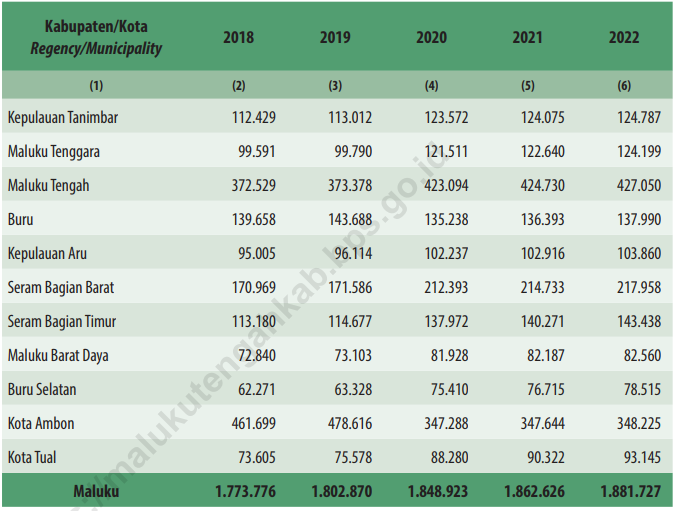 Kabupaten/Kota 2018 2019 2020 2021 2022
Regency/Municipality
(1) (2) (3) (4) (5) (6)
Kepulauan Tanimbar 112.429 113.012 123.572 124.075 124.787
Maluku Tenggara 99.591 99.790 121.511 122.640 124.199
Maluku Tengah 372.529 373.378 423.094 424.730 427.050
Buru 139.658 143.688 135.238 136.393 137.990
Kepulauan Aru 95.005 96.114 102.237 102.916 103.860
Seram Bagian Barat 170.969 171.586 212.393 214.733 217.958
Seram Bagian Timur 113.180 114.677 137.972 140.271 143.438
Maluku Barat Daya 72.840 73.103 81.928 82.187 82.560
Buru Selatan 62.271 63.328 75.410 76.715 78.515
Kota Ambon 461.699 478.616 347.288 347.644 348.225
Kota Tual 73.605 75.578 88.280 90.322 93.145
Maluku 1.773.776 1.802.870 1.848.923 1.862.626 1.881.727
://malukutengahkab.bps.go.id